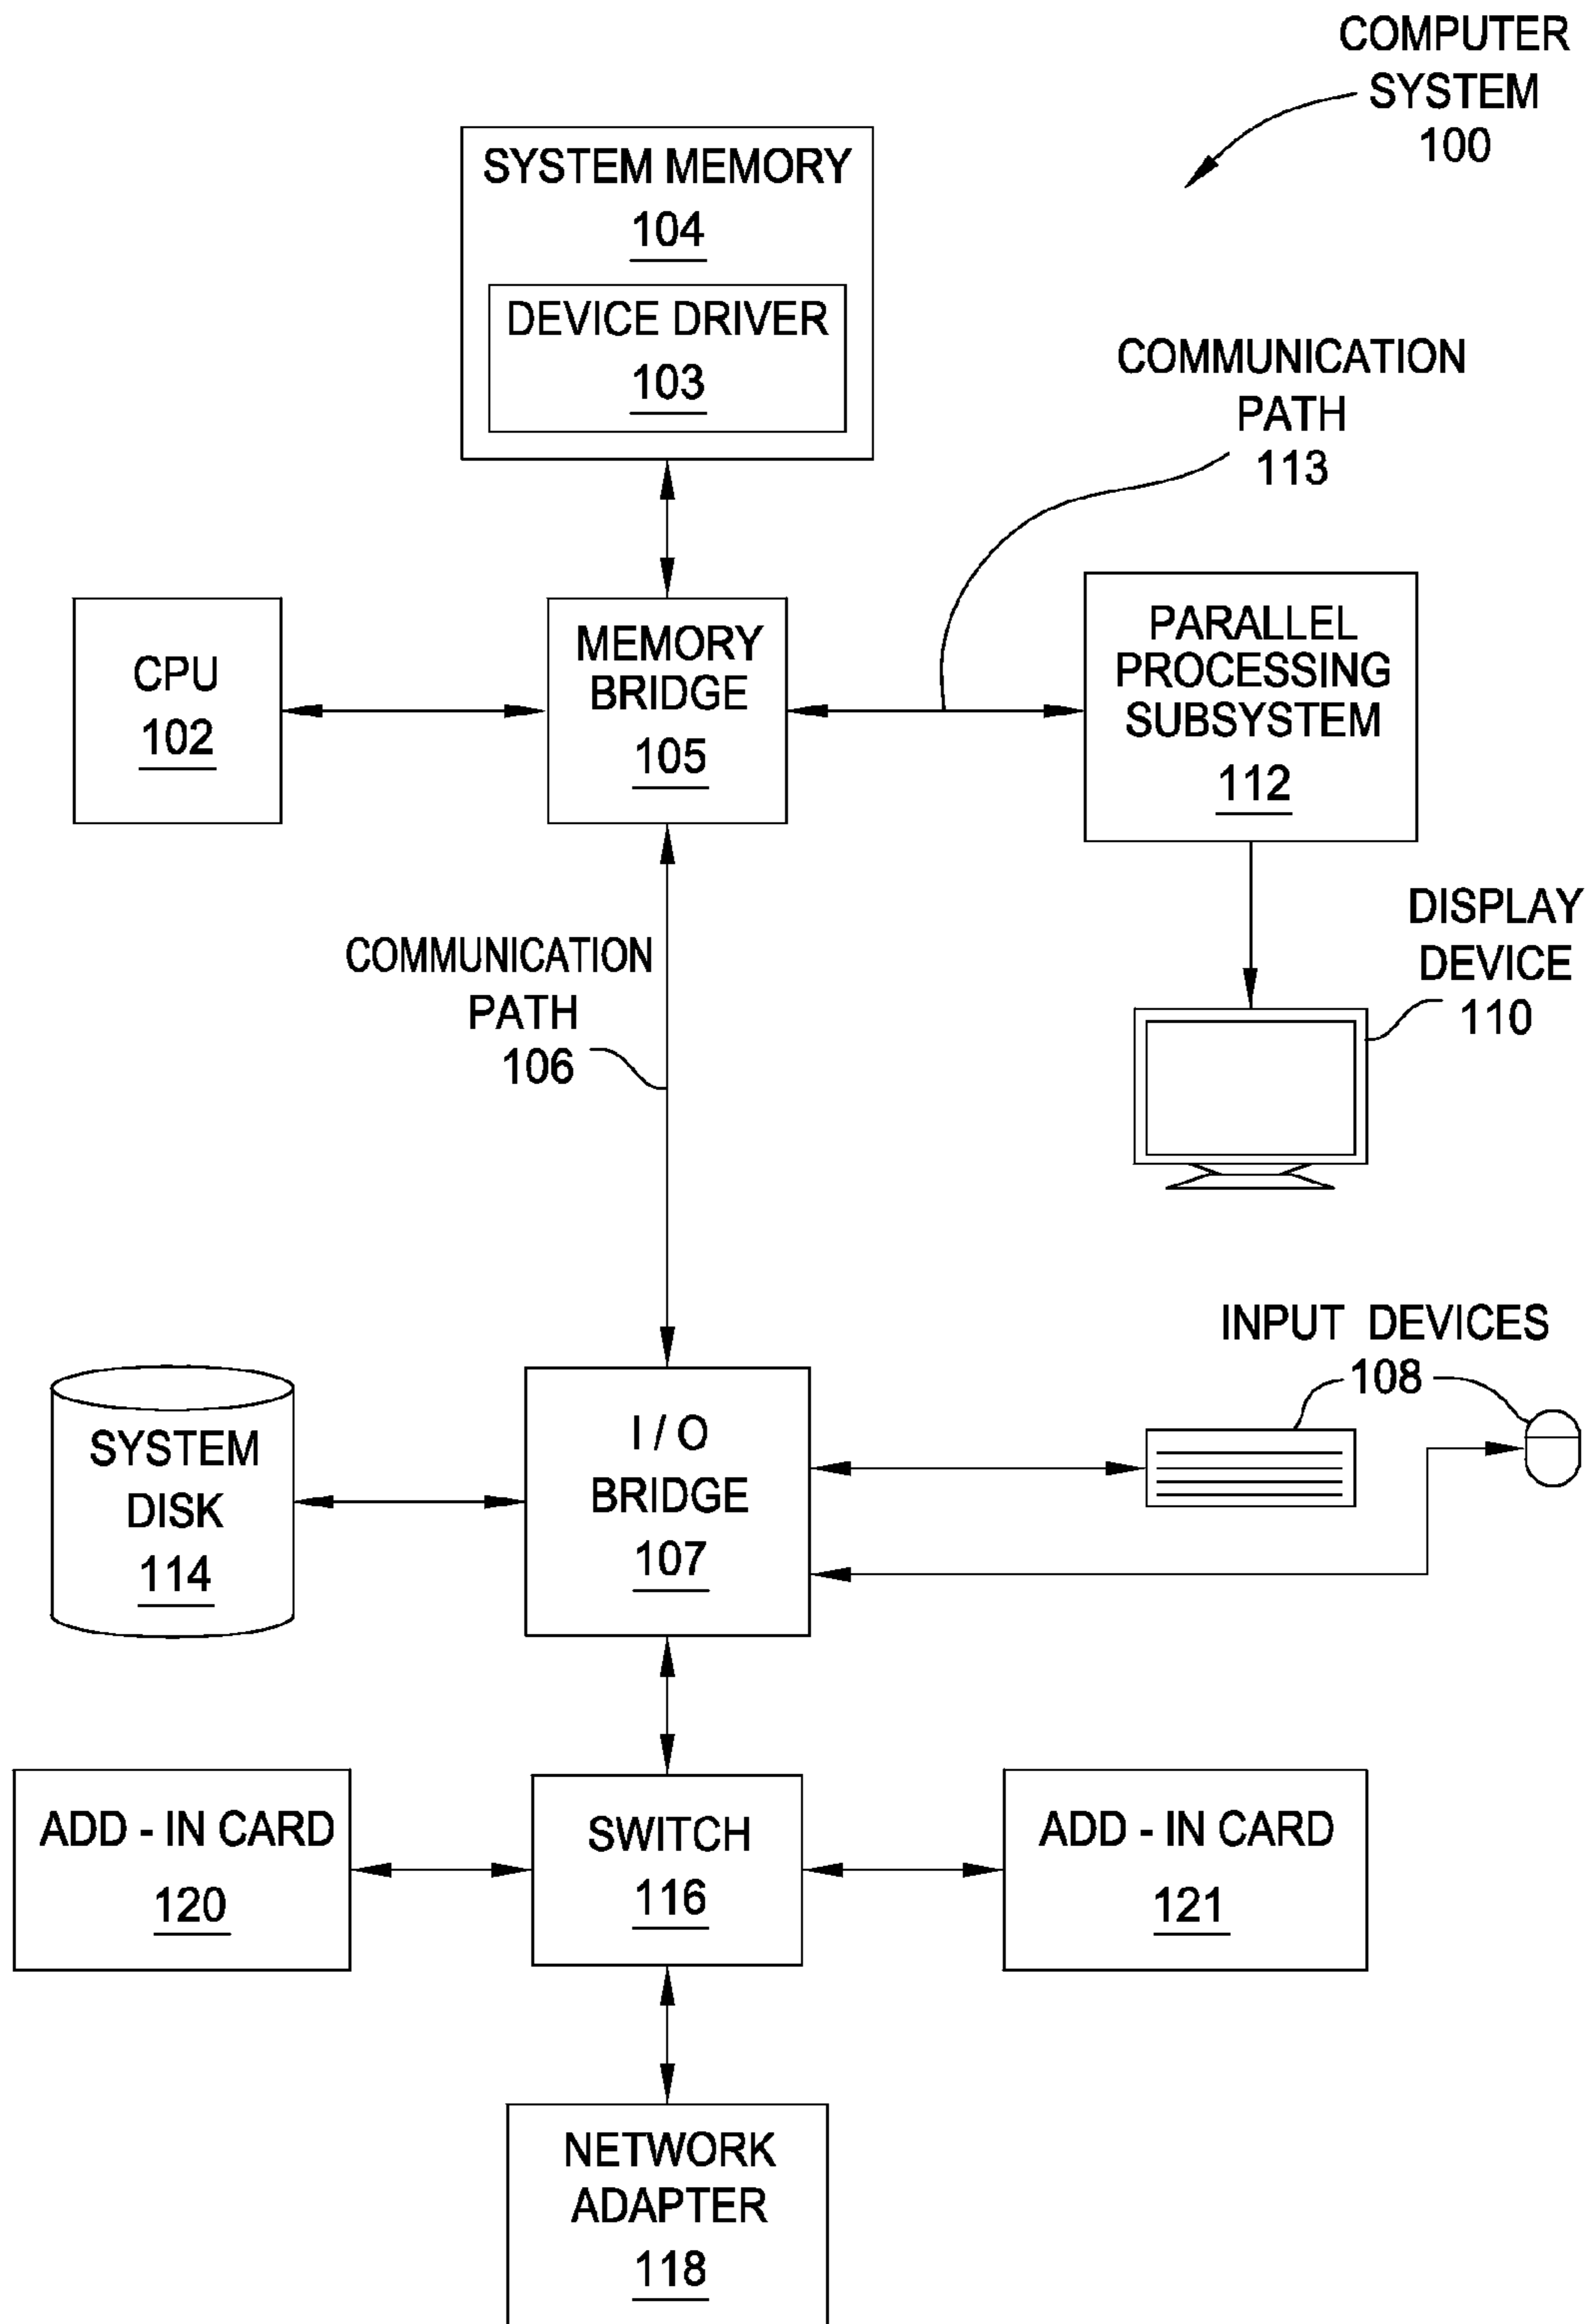 COMPUTER
SYSTEM
100
SYSTEM MEMORY
104
DEVICE DRIVER
103
COMMUNICATION
PATH
113
CPU
102
MEMORY
BRIDGE
105
PARALLEL
PROCESSING
SUBSYSTEM
112
DISPLAY
DEVICE
110
COMMUNICATION
PATH
106
INPUT DEVICES
108
SYSTEM
DISK
114
I / O
BRIDGE
107
ADD - IN CARD
120
SWITCH
116
ADD - IN CARD
121
NETWORK
ADAPTER
118